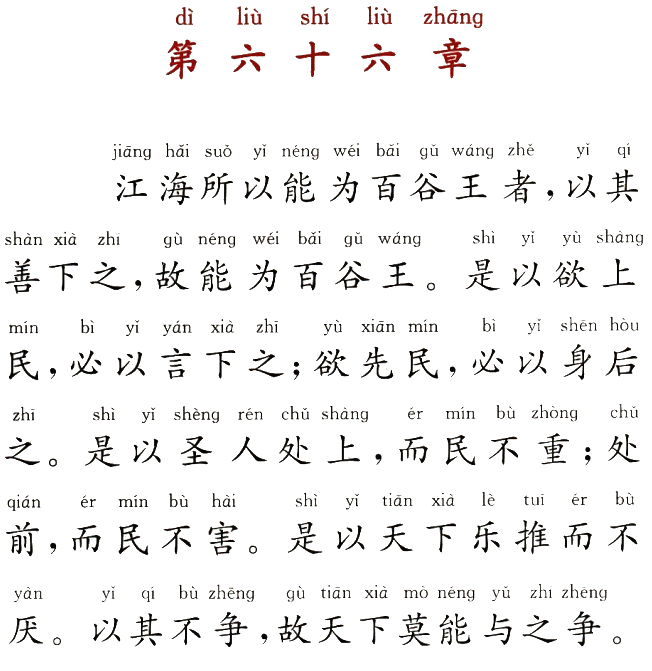 dì liù shí liù zhāng
第六十六章
jiāng hǎi suǒ yǐ néng wéi bǎi gǔ wáng zhě yǐ qí
江海所以能为百谷王者，以其
shàn xià zhī gù néng wéi bǎi gǔ wáng shì yǐ yù shàng
善下之，故能为百谷王。是以欲上
mín bì yǐ yán xià zhī yù xiān mín bì yǐ shēn hòu
民，必以言下之；欲先民，必以身后
zhī shì yǐ shèng rén chǔ shàng ér mín bù zhòng chǔ
之。是以圣人处上，而民不重；处
qián ér mín bù hài shì yǐ tiān xià lè tuī ér bù
前，而民不害。是以天下乐推而不
yàn yǐ qí bù zhēng gù tiān xià mò néng yǔ zhī zhēng
厌。以其不争，故天下莫能与之争。